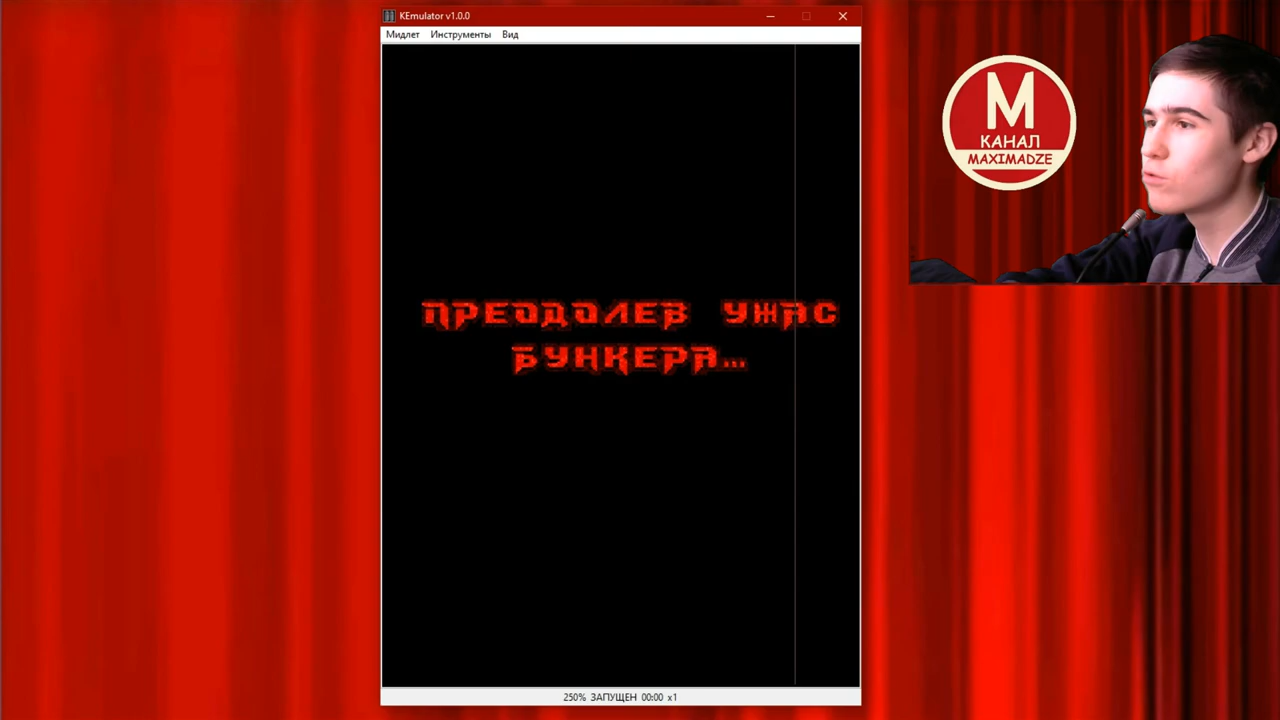 KEmulator v1.0.0
Мидлет Инструменты Вид
М
КАНАЛ
MAXIMADZE
ПРЕОДОЛЕВ УЖАС
БУНКЕРА...
250% ЗАПУЩЕН 00:00 x1